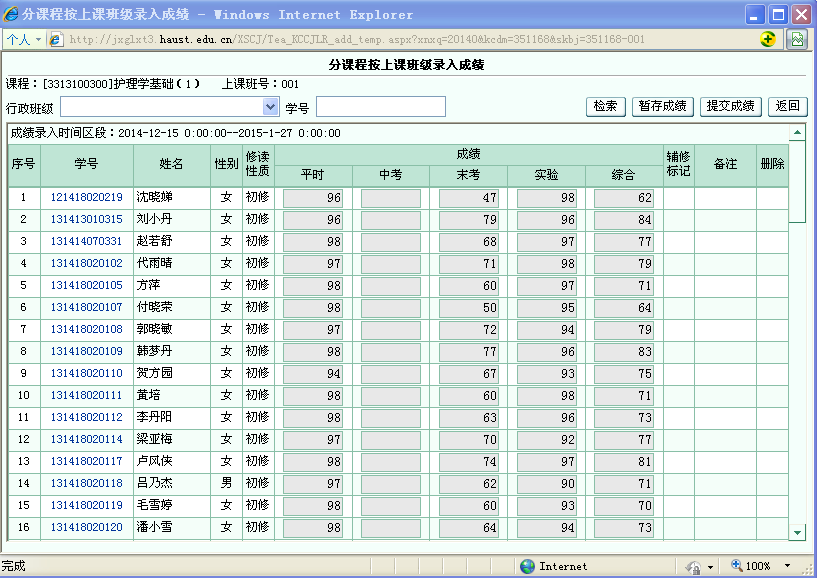 分课程按上课班级录入成绩 - Windows Internet Explorer
个人 http://jxglxt3.haust.edu.cn/XSCJ/Tea_KCCJLR_add_temp.aspx?xnxq=20140&kcdm=351168&skbj=351168-001
分课程按上课班级录入成绩
课程：[3313100300]护理学基础(1) 上课班号：001
行政班级 学号 检索 暂存成绩 提交成绩 返回
成绩录入时间区段：2014-12-15 0:00:00--2015-1-27 0:00:00
序号 学号 姓名 性别 修读性质 成绩 辅修标记 备注 删除
平时 中考 末考 实验 综合
1 121418020219 沈晓娣 女 初修 96 47 98 62
2 131413010315 刘小丹 女 初修 96 79 96 84
3 131414070331 赵若舒 女 初修 98 68 97 77
4 131418020102 代雨晴 女 初修 97 71 98 79
5 131418020105 方萍 女 初修 98 60 97 71
6 131418020107 付晓荣 女 初修 98 50 95 64
7 131418020108 郭晓敏 女 初修 97 72 94 79
8 131418020109 韩梦丹 女 初修 98 77 96 83
9 131418020110 贺方园 女 初修 94 67 93 75
10 131418020111 黄培 女 初修 98 60 98 71
11 131418020112 李丹阳 女 初修 98 63 96 73
12 131418020114 梁亚梅 女 初修 97 70 92 77
13 131418020117 卢凤侠 女 初修 98 74 97 81
14 131418020118 吕乃杰 男 初修 97 62 90 71
15 131418020119 毛雪婷 女 初修 98 60 93 70
16 131418020120 潘小雪 女 初修 98 64 94 73
完成 Internet 100%